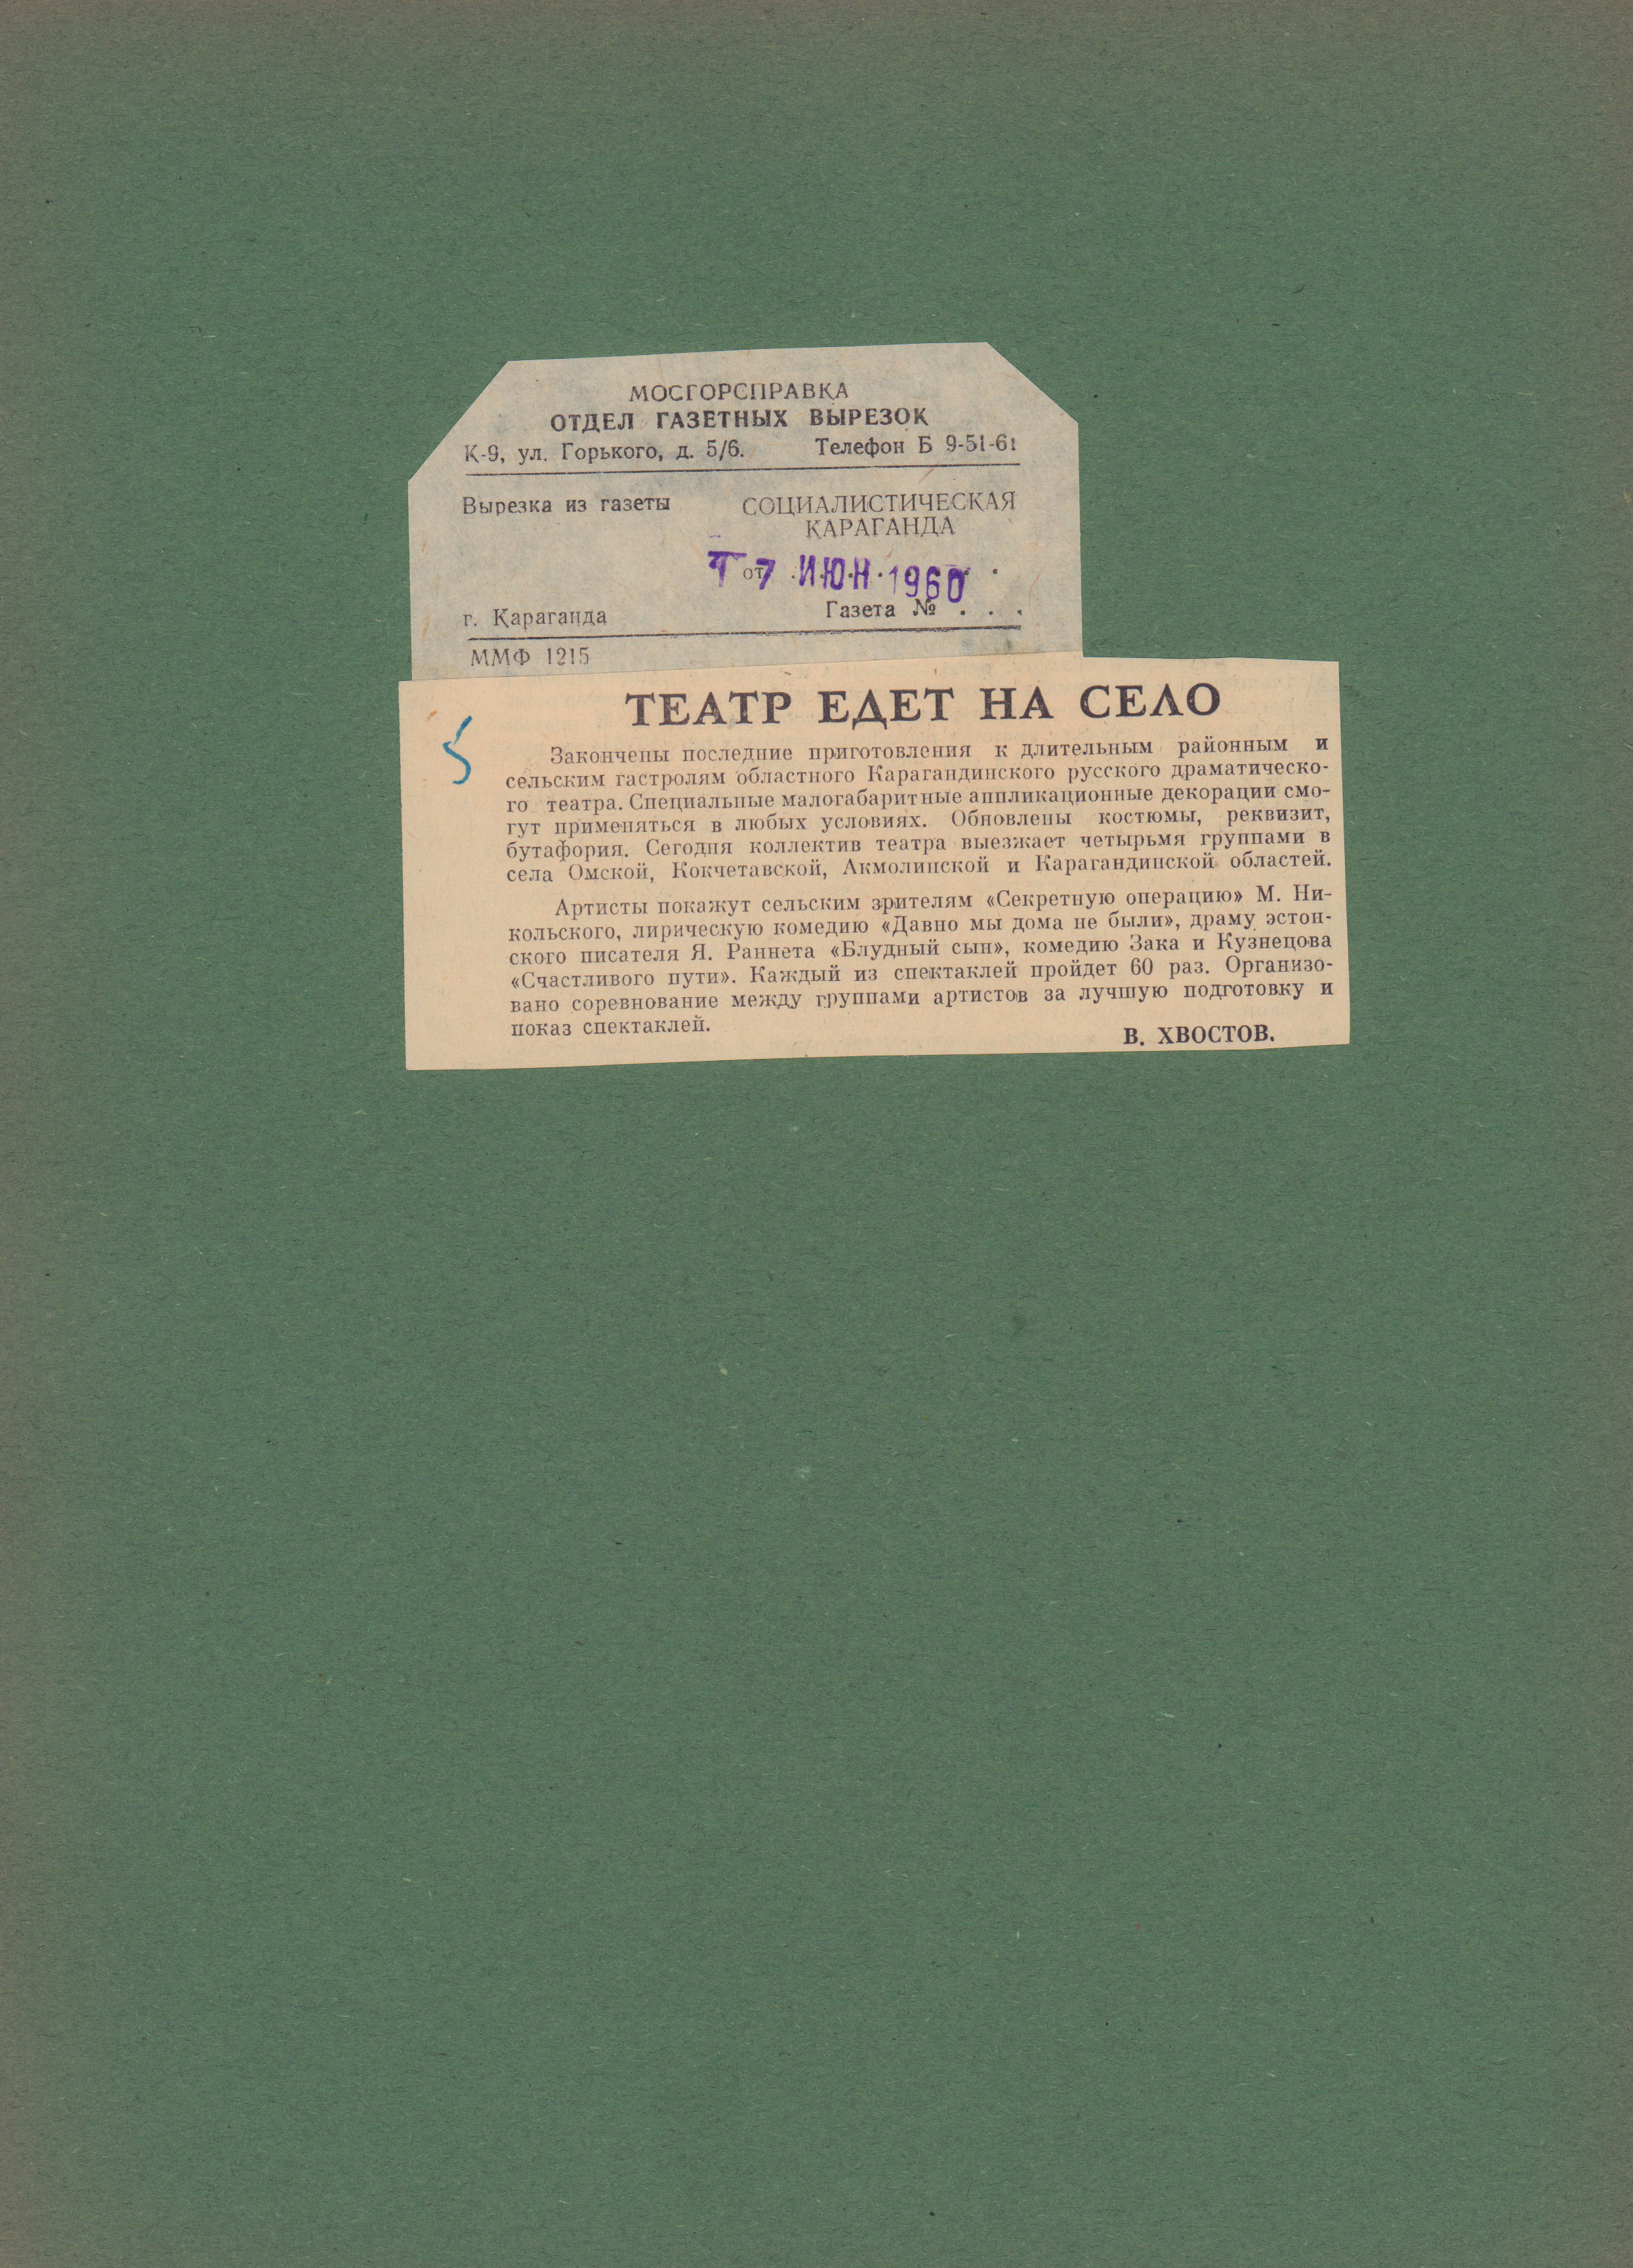 МОСГОРСПРАВКА
ОТДЕЛ ГАЗЕТНЫХ ВЫРЕЗОК
К-9, ул. Горького, д. 5/6. Телефон Б 9-51-61
Вырезка из газеты СОЦИАЛИСТИЧЕСКАЯ
КАРАГАНДА
от 7 ИЮН. 1960
г. Караганда Газета № . . .
ММФ 1215
ТЕАТР ЕДЕТ НА СЕЛО
Закончены последние приготовления к длительным районным и
сельским гастролям областного Карагандинского русского драматическо-
го театра. Специальные малогабаритные аппликационные декорации смо-
гут применяться в любых условиях. Обновлены костюмы, реквизит,
бутафория. Сегодня коллектив театра выезжает четырьмя группами в
села Омской, Кокчетавской, Акмолинской и Карагандинской областей.
Артисты покажут сельским зрителям «Секретную операцию» М. Ни-
кольского, лирическую комедию «Давно мы дома не были», драму эстон-
ского писателя Я. Раннета «Блудный сын», комедию Зака и Кузнецова
«Счастливого пути». Каждый из спектаклей пройдет 60 раз. Организо-
вано соревнование между группами артистов за лучшую подготовку и
показ спектаклей.
В. ХВОСТОВ.